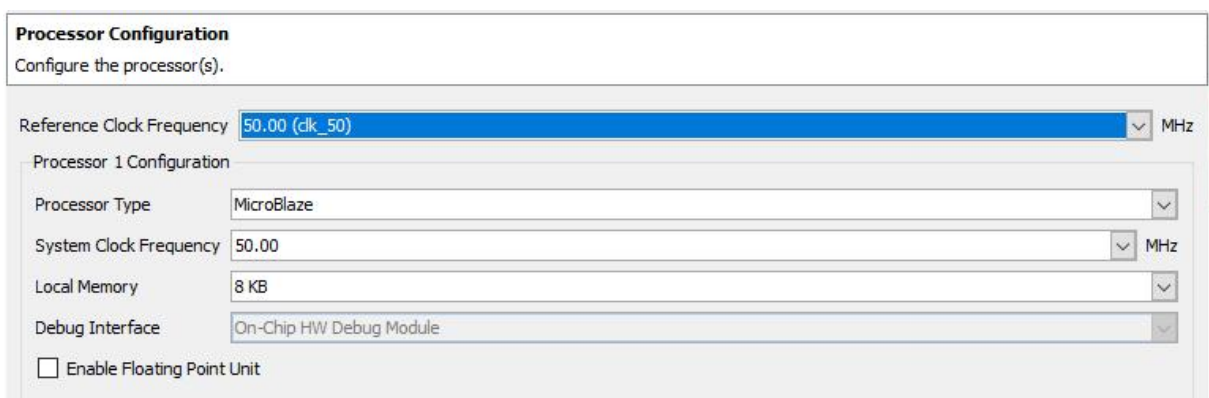 Processor Configuration
Configure the processor(s).
Reference Clock Frequency 50.00 (clk_50) MHz
Processor 1 Configuration
Processor Type MicroBlaze
System Clock Frequency 50.00 MHz
Local Memory 8 KB
Debug Interface On-Chip HW Debug Module
Enable Floating Point Unit